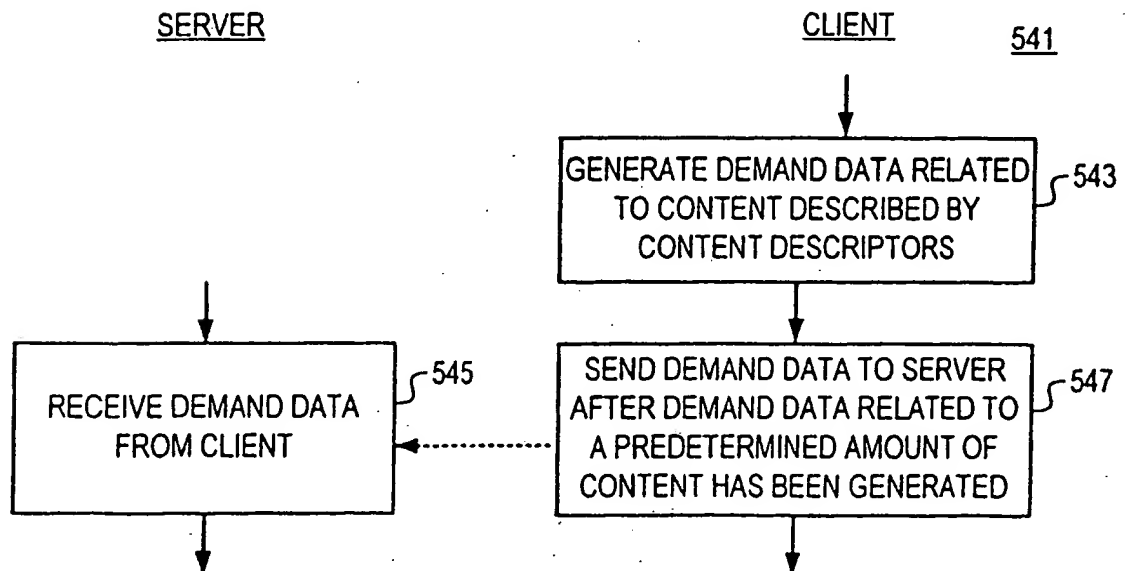 SERVER
CLIENT
541
GENERATE DEMAND DATA RELATED
TO CONTENT DESCRIBED BY
CONTENT DESCRIPTORS
543
RECEIVE DEMAND DATA
FROM CLIENT
545
SEND DEMAND DATA TO SERVER
AFTER DEMAND DATA RELATED TO
A PREDETERMINED AMOUNT OF
CONTENT HAS BEEN GENERATED
547